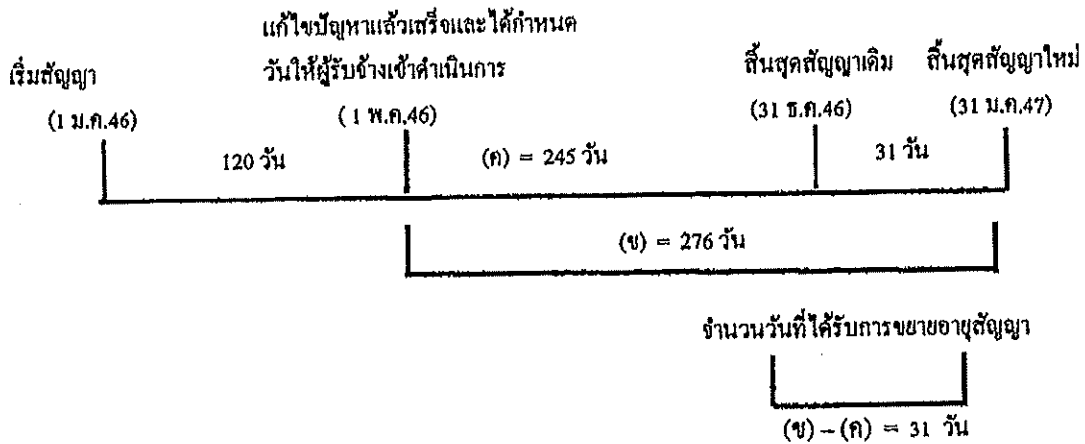 แก้ไขปัญหาแล้วเสร็จและได้กำหนด
วันให้ผู้รับจ้างเข้าดำเนินการ
เริ่มสัญญา
สิ้นสุดสัญญาเดิม
สิ้นสุดสัญญาใหม่
(1 ม.ค.46)
(1 พ.ค.46)
(31 ธ.ค.46)
(31 ม.ค.47)
120 วัน
(ค) = 245 วัน
31 วัน
(ข) = 276 วัน
จำนวนวันที่ได้รับการขยายอายุสัญญา
(ข) – (ค) = 31 วัน